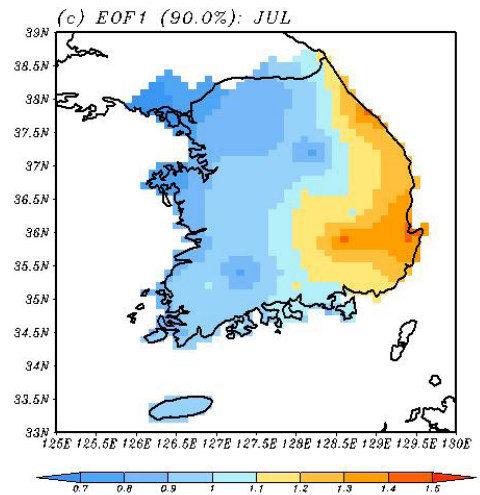 (c) EOF1 (90.0%): JUL
39N
38.5N
38N
37.5N
37N
36.5N
36N
35.5N
35N
34.5N
34N
33.5N
33N
125E 125.5E 126E 126.5E 127E 127.5E 128E 128.5E 129E 129.5E 130E
0.7 0.8 0.9 1 1.1 1.2 1.3 1.4 1.5